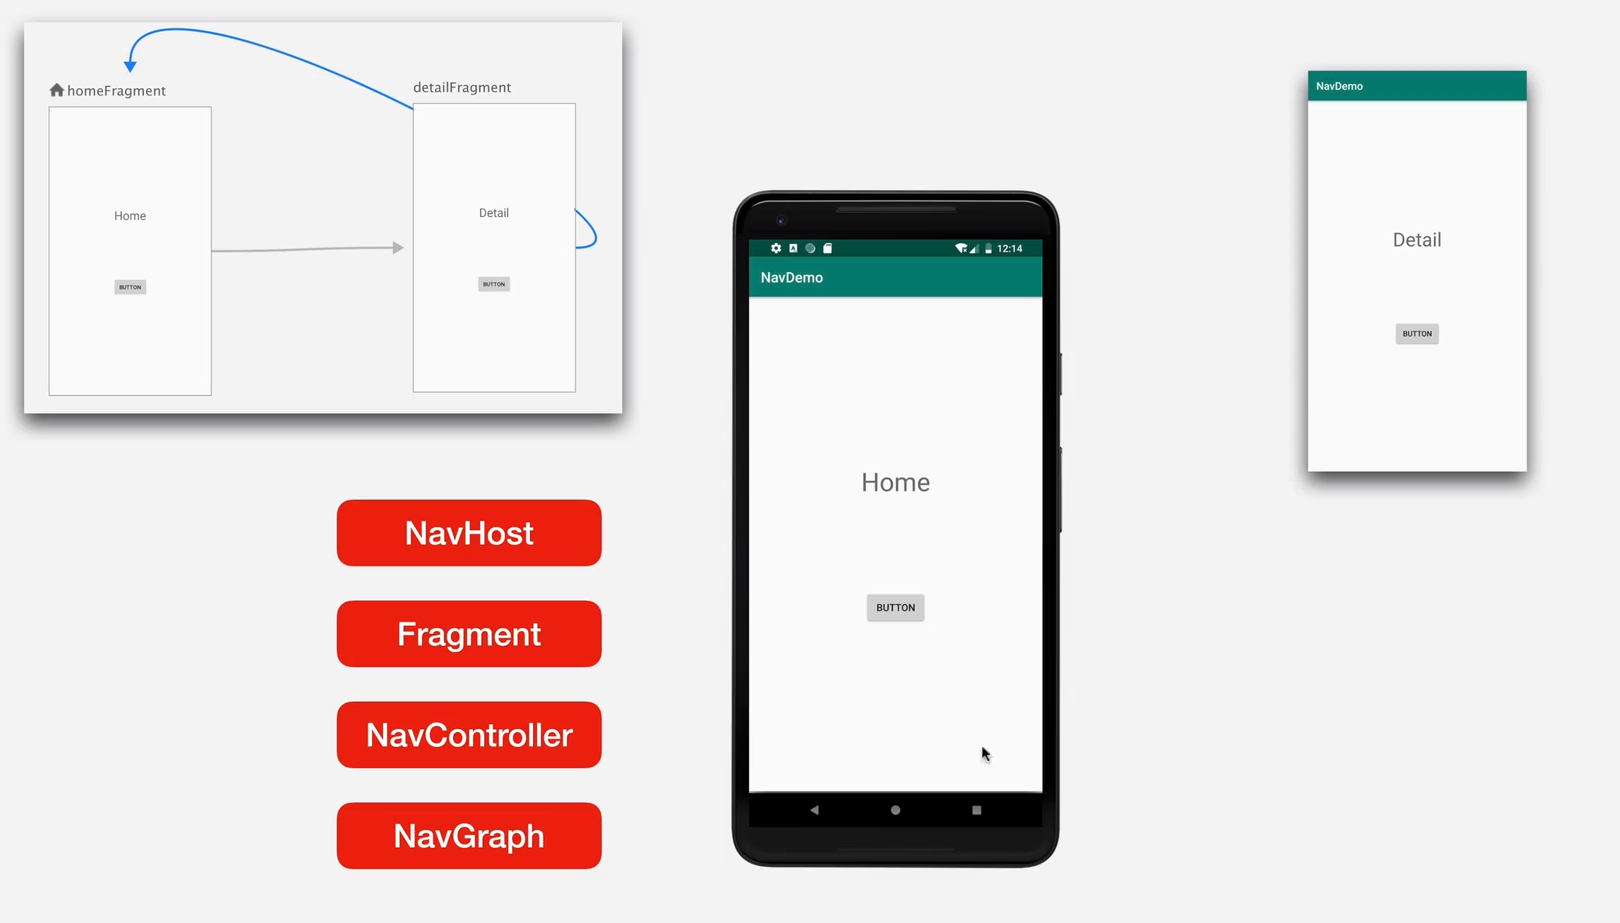 homeFragment
Home
BUTTON
detailFragment
Detail
BUTTON
NavHost
Fragment
NavController
NavGraph
12:14
NavDemo
Home
BUTTON
NavDemo
Detail
BUTTON